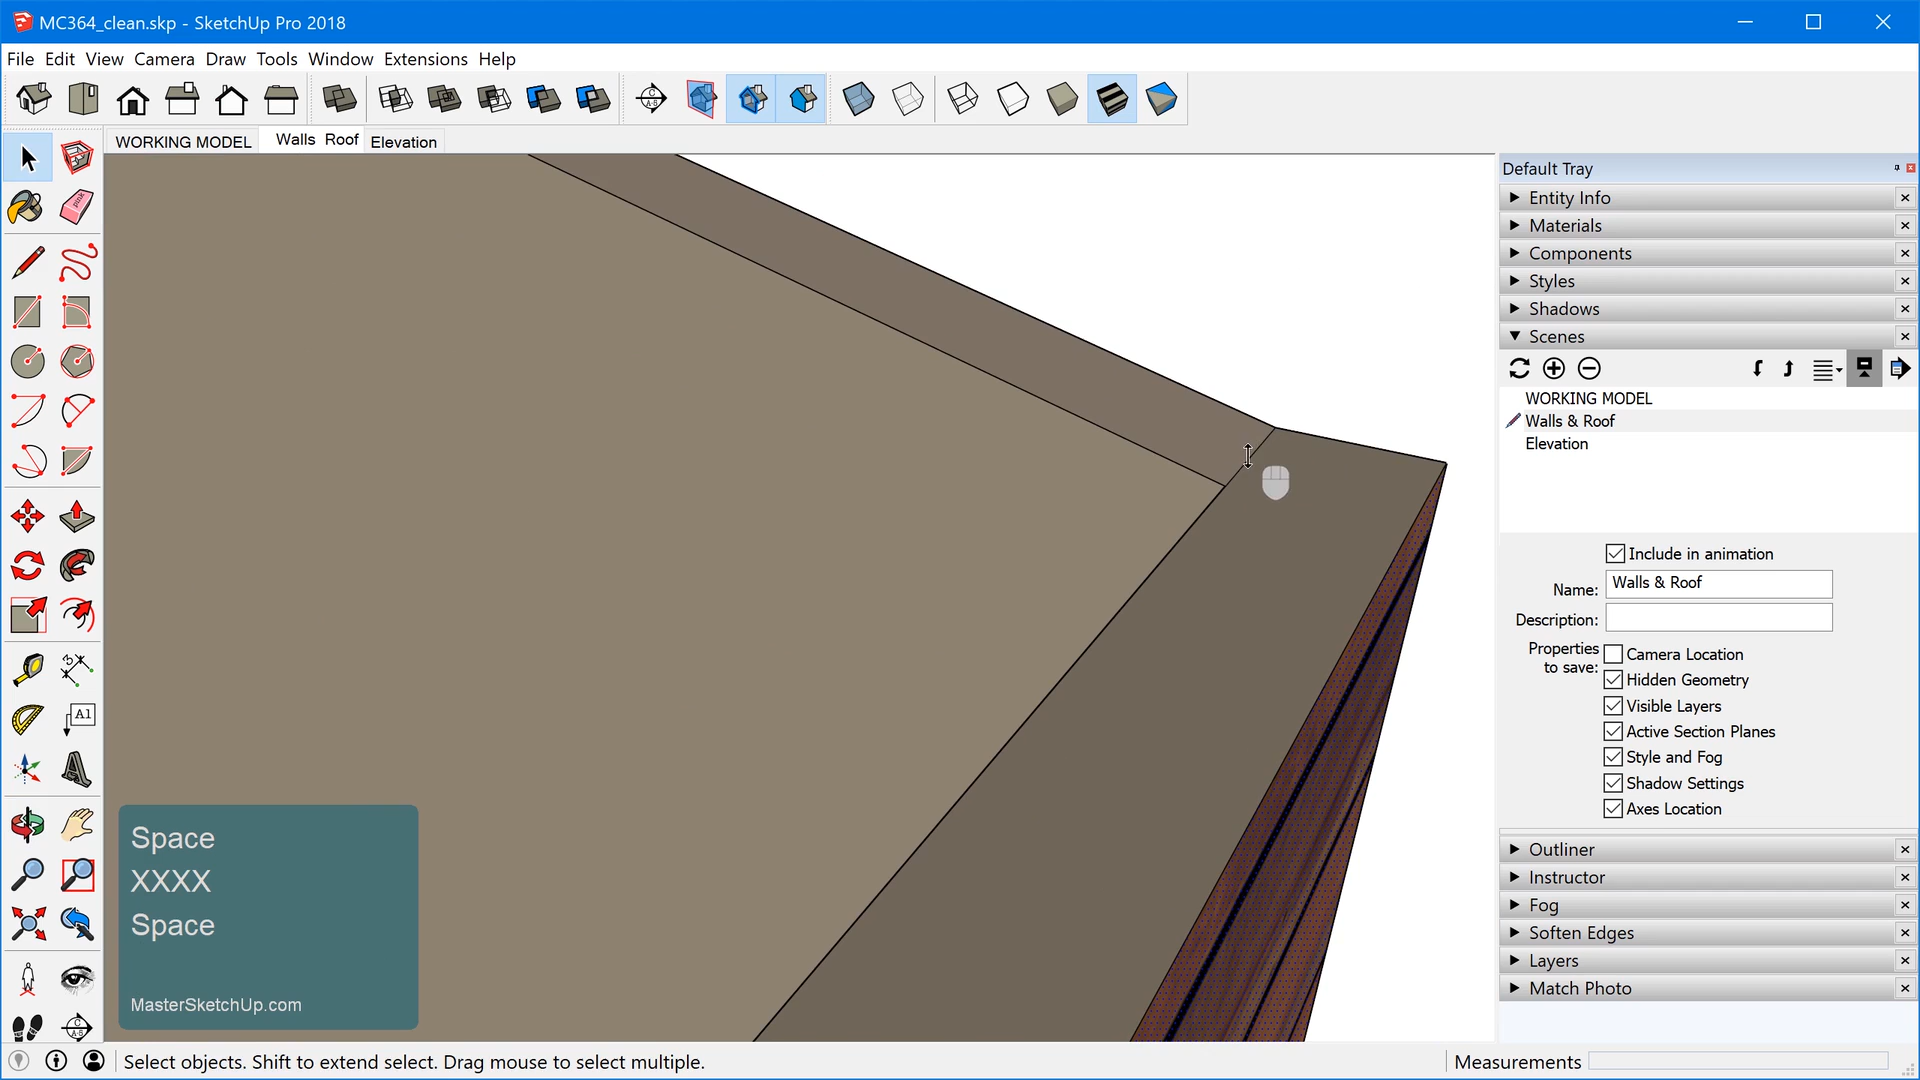 MC364_clean.skp - SketchUp Pro 2018
File Edit View Camera Draw Tools Window Extensions Help
WORKING MODEL Walls Roof Elevation
Default Tray
Entity Info
Materials
Components
Styles
Shadows
Scenes
WORKING MODEL
Walls & Roof
Elevation
Include in animation
Name: Walls & Roof
Description:
Properties to save:
Camera Location
Hidden Geometry
Visible Layers
Active Section Planes
Style and Fog
Shadow Settings
Axes Location
Outliner
Instructor
Fog
Soften Edges
Layers
Match Photo
A1
Space
XXXX
Space
MasterSketchUp.com
Select objects. Shift to extend select. Drag mouse to select multiple.
Measurements